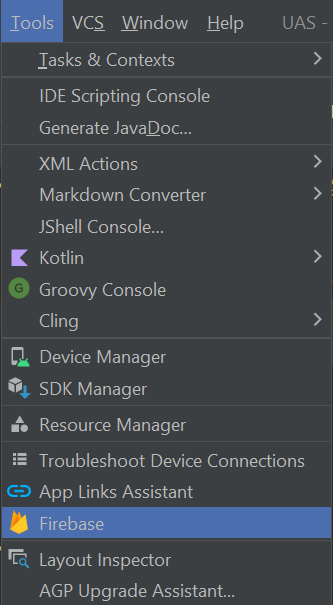 Tools VCS Window Help UAS -
Tasks & Contexts
IDE Scripting Console
Generate JavaDoc...
XML Actions
Markdown Converter
JShell Console...
Kotlin
G Groovy Console
Cling
Device Manager
SDK Manager
Resource Manager
Troubleshoot Device Connections
App Links Assistant
Firebase
Layout Inspector
AGP Upgrade Assistant...